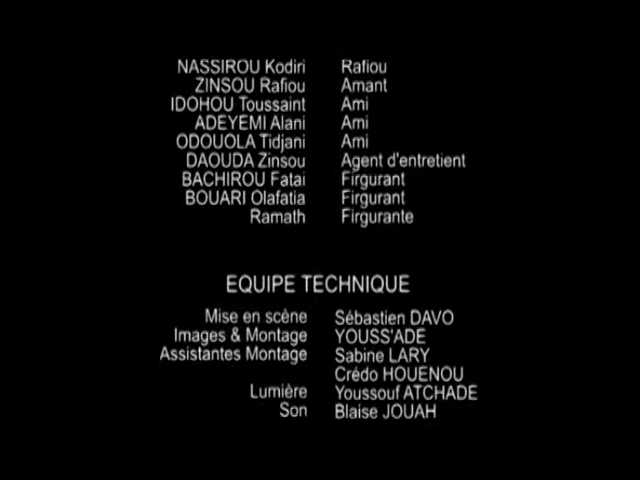 NASSIROU Kodiri Rafiou
ZINSOU Rafiou Amant
IDOHOU Toussaint Ami
ADEYEMI Alani Ami
ODOUOLA Tidjani Ami
DAOUDA Zinsou Agent d'entretient
BACHIROU Fatai Firgurant
BOUARI Olafatia Firgurant
Ramath Firgurante
EQUIPE TECHNIQUE
Mise en scène Sébastien DAVO
Images & Montage YOUSS'ADE
Assistantes Montage Sabine LARY
Crédo HOUENOU
Lumière Youssouf ATCHADE
Son Blaise JOUAH